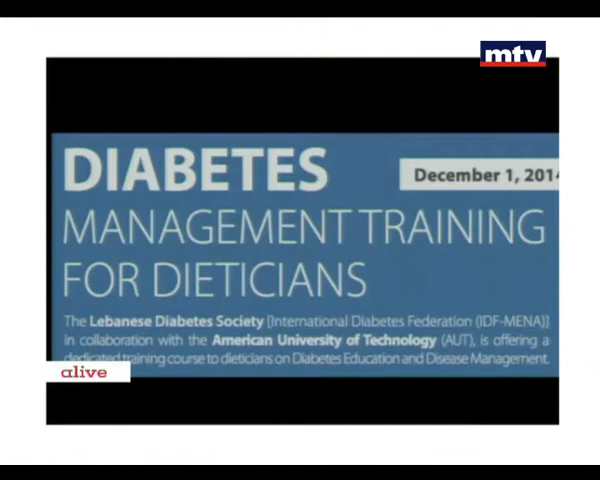 mtv
DIABETES
December 1, 2014
MANAGEMENT TRAINING
FOR DIETICIANS
The Lebanese Diabetes Society [International Diabetes Federation (IDF-MENA)]
in collaboration with the American University of Technology (AUT), is offering a
dedicated training course to dieticians on Diabetes Education and Disease Management.
alive